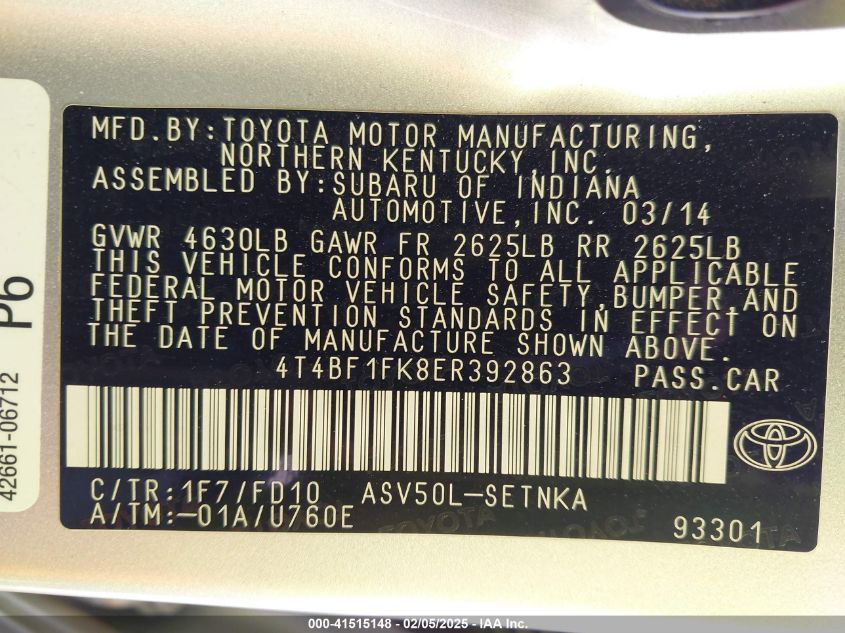 MFD.BY:TOYOTA MOTOR MANUFACTURING,
NORTHERN KENTUCKY,INC.
ASSEMBLED BY:SUBARU OF INDIANA
AUTOMOTIVE,INC. 03/14
GVWR 4630LB GAWR FR 2625LB RR 2625LB
THIS VEHICLE CONFORMS TO ALL APPLICABLE
FEDERAL MOTOR VEHICLE SAFETY,BUMPER,AND
THEFT PREVENTION STANDARDS IN EFFECT ON
THE DATE OF MANUFACTURE SHOWN ABOVE.
4T4BF1FK8ER392863 PASS.CAR
C/TR:1F7/FD10 ASV50L-SETNKA
A/TM:-01A/U760E
93301
42661-06712 P6
000-41515148 - 02/05/2025 - IAA Inc.